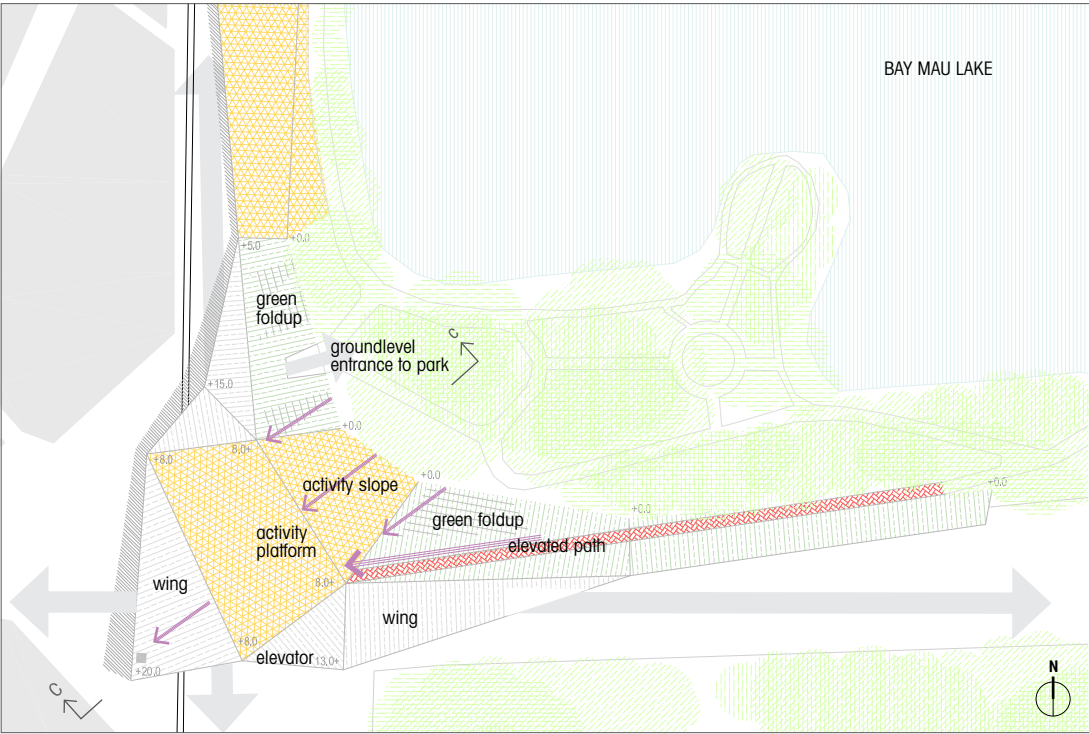 BAY MAU LAKE
+5.0
+0.0
green
foldup
groundlevel
entrance to park
C
+15.0
+0.0
8.0+
+8.0
activity slope
+0.0
+0.0
+0.0
green foldup
activity
platform
elevated path
wing
8.0+
wing
+8.0
elevator
13.0+
+20.0
C
N